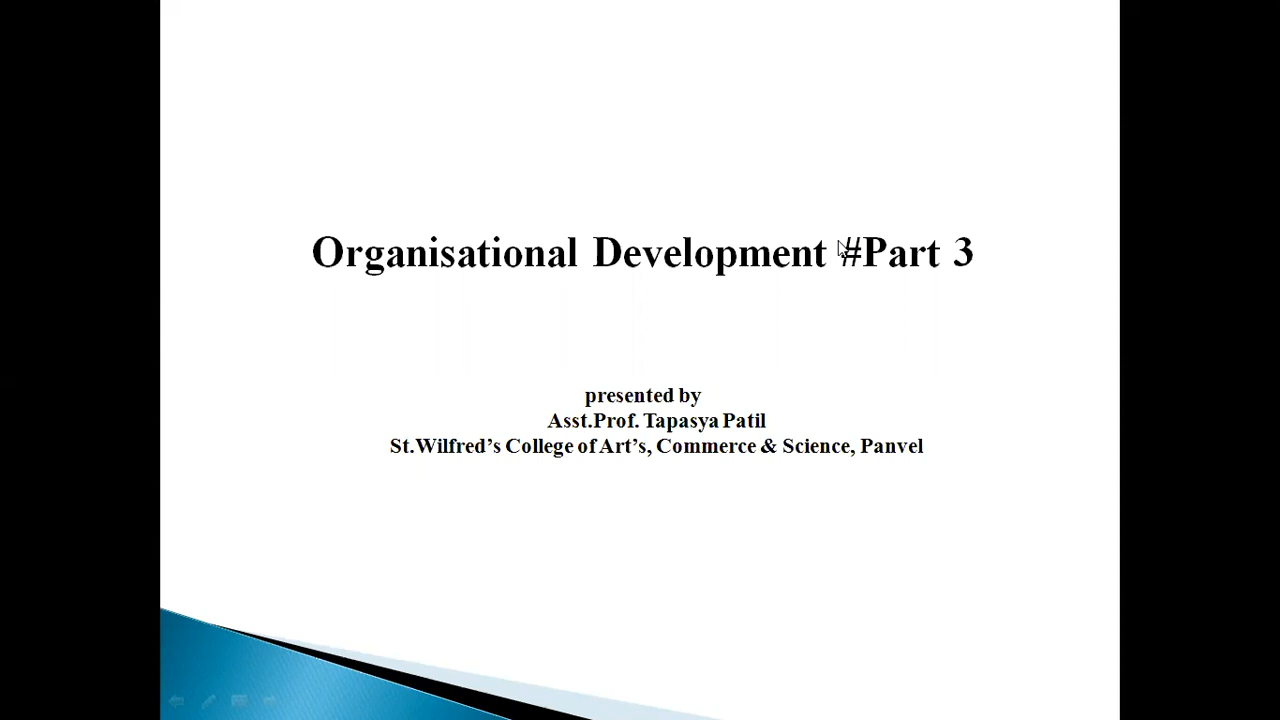 Organisational Development #Part 3
presented by
Asst.Prof. Tapasya Patil
St.Wilfred’s College of Art’s, Commerce & Science, Panvel